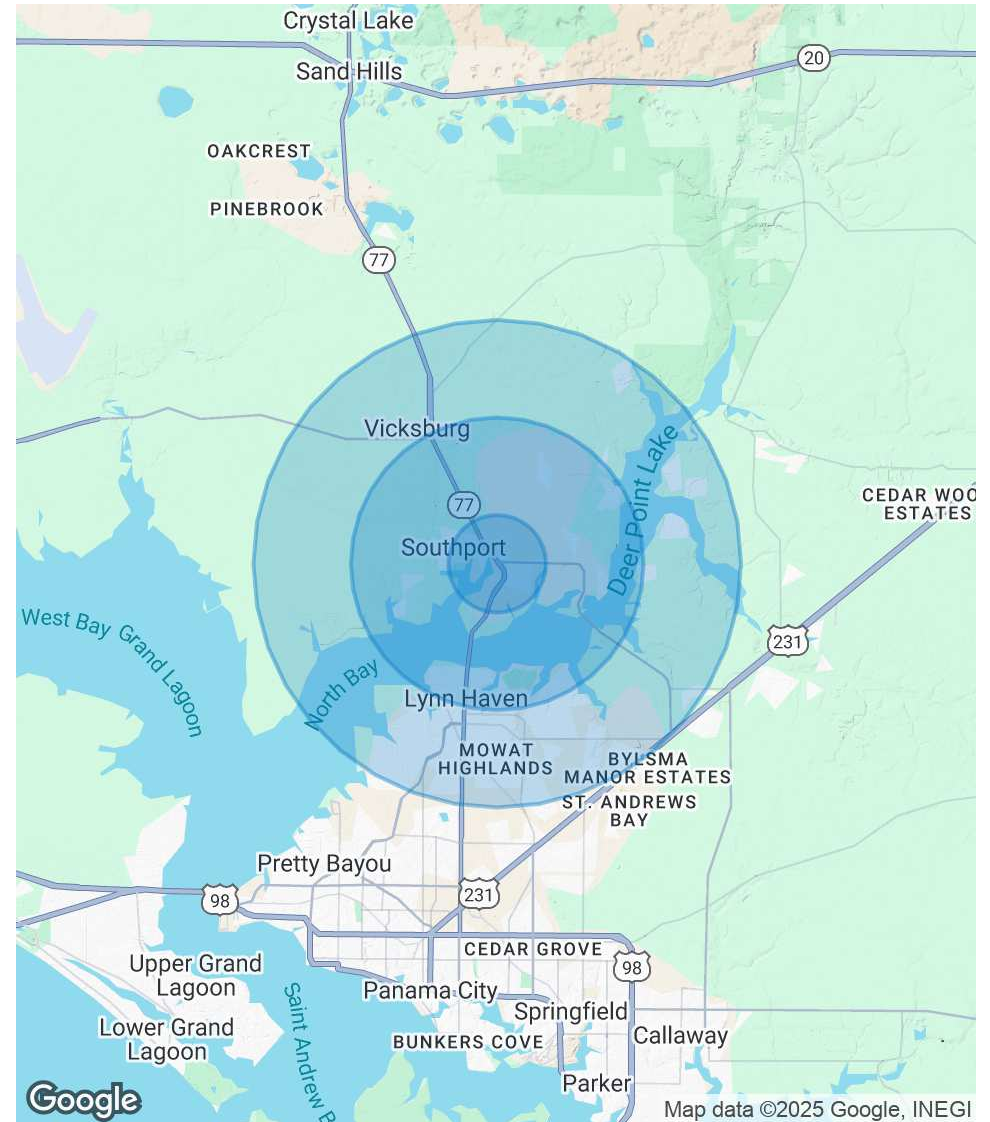 Crystal Lake
Sand Hills
20
OAKCREST
PINEBROOK
77
Vicksburg
Deer Point Lake
77
CEDAR WOO
ESTATES
Southport
West Bay
Grand Lagoon
231
North Bay
Lynn Haven
MOWAT
HIGHLANDS
BYLSMA
MANOR ESTATES
ST. ANDREWS
BAY
Pretty Bayou
98
231
CEDAR GROVE
98
Upper Grand
Lagoon
Panama City
Saint Andrew B
Springfield
Lower Grand
Lagoon
BUNKERS COVE
Callaway
Parker
Google
Map data ©2025 Google, INEGI